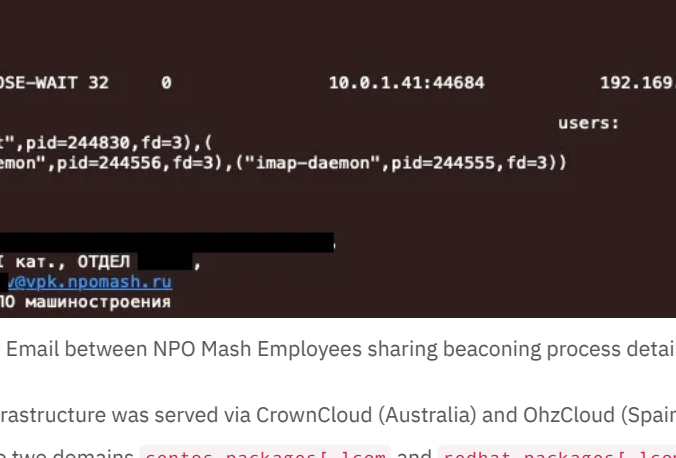 OSE-WAIT 32 0 10.0.1.41:44684 192.169.
users:
t",pid=244830,fd=3),(
emon",pid=244556,fd=3),("imap-daemon",pid=244555,fd=3))
I кат., ОТДЕЛ ,
v@vpk.npomash.ru
ПО машиностроения
Email between NPO Mash Employees sharing beaconing process detai
rastructure was served via CrownCloud (Australia) and OhzCloud (Spain
two domains centos-packages[.]com and redhat-packages[.]com